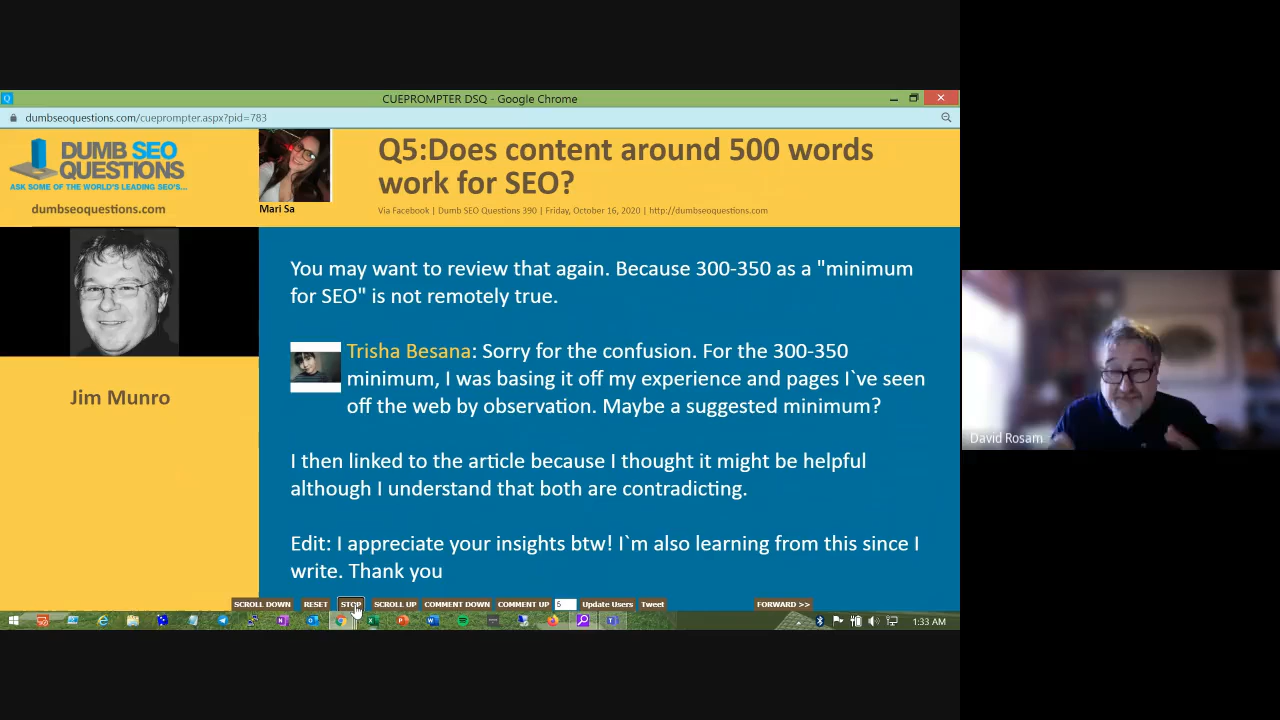 CUEPROMPTER DSQ - Google Chrome
dumbseoquestions.com/cueprompter.aspx?pid=783
DUMB SEO
QUESTIONS
ASK SOME OF THE WORLD'S LEADING SEO'S...
dumbseoquestions.com
Mari Sa
Q5:Does content around 500 words
work for SEO?
Via Facebook | Dumb SEO Questions 390 | Friday, October 16, 2020 | http://dumbseoquestions.com
Jim Munro
You may want to review that again. Because 300-350 as a "minimum
for SEO" is not remotely true.
Trisha Besana: Sorry for the confusion. For the 300-350
minimum, I was basing it off my experience and pages I`ve seen
off the web by observation. Maybe a suggested minimum?
I then linked to the article because I thought it might be helpful
although I understand that both are contradicting.
Edit: I appreciate your insights btw! I`m also learning from this since I
write. Thank you
SCROLL DOWN RESET STOP SCROLL UP COMMENT DOWN COMMENT UP 5 Update Users Tweet FORWARD >>
1:33 AM
David Rosam